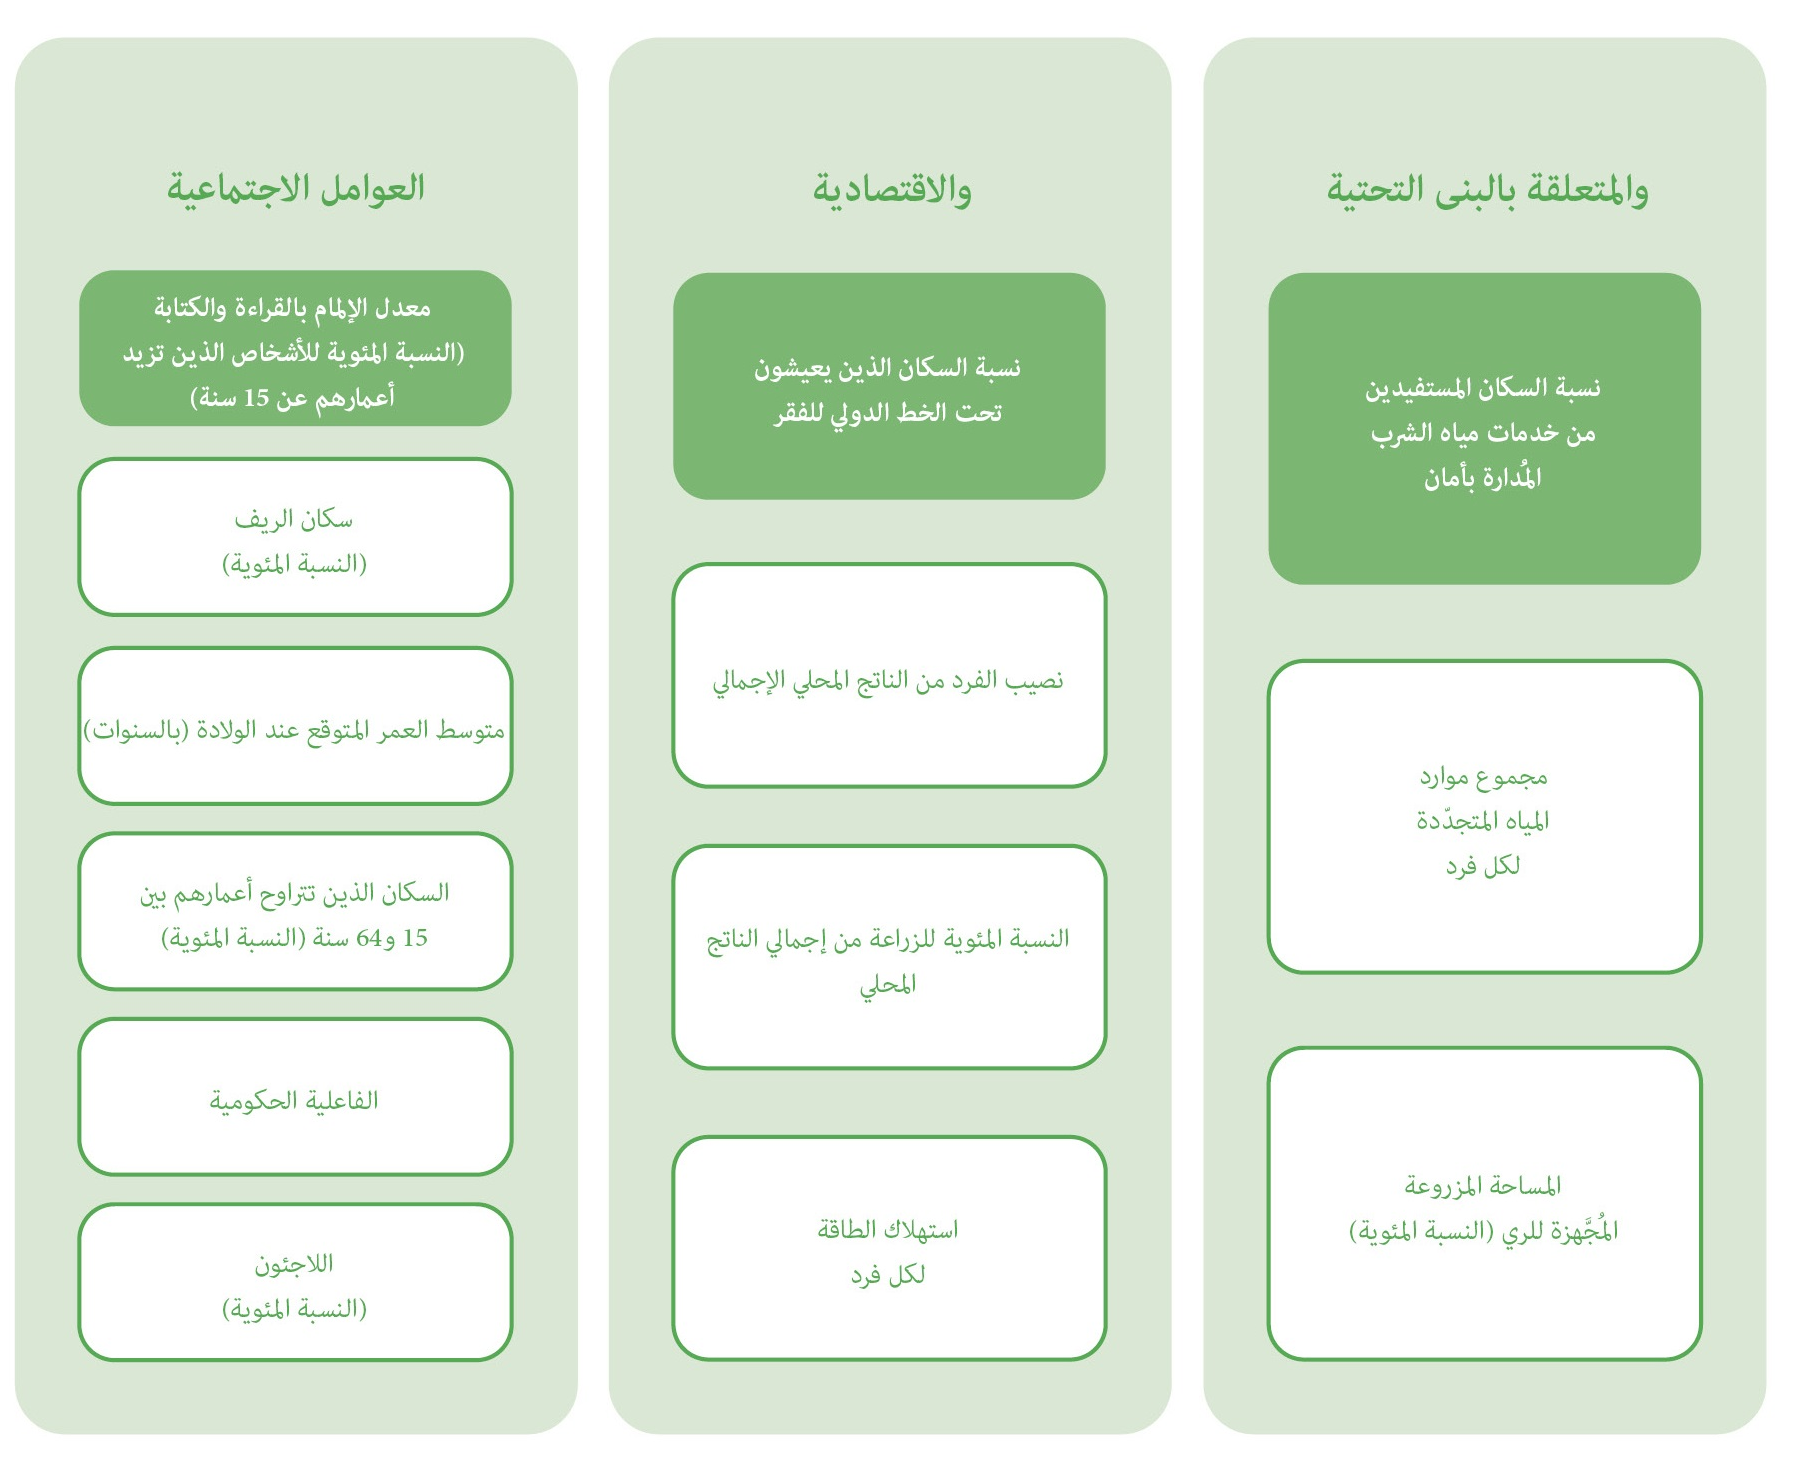 العوامل الاجتماعية
معدل الإلمام بالقراءة والكتابة
(النسبة المئوية للأشخاص الذين تزيد
أعمارهم عن 15 سنة)
سكان الريف
(النسبة المئوية)
متوسط العمر المتوقع عند الولادة (بالسنوات)
السكان الذين تتراوح أعمارهم بين
15 و64 سنة (النسبة المئوية)
الفاعلية الحكومية
اللاجئون
(النسبة المئوية)
والاقتصادية
نسبة السكان الذين يعيشون
تحت الخط الدولي للفقر
نصيب الفرد من الناتج المحلي الإجمالي
النسبة المئوية للزراعة من إجمالي الناتج
المحلي
استهلاك الطاقة
لكل فرد
والمتعلقة بالبنى التحتية
نسبة السكان المستفيدين
من خدمات مياه الشرب
المُدارة بأمان
مجموع موارد
المياه المتجدّدة
لكل فرد
المساحة المزروعة
المُجَّهزة للري (النسبة المئوية)